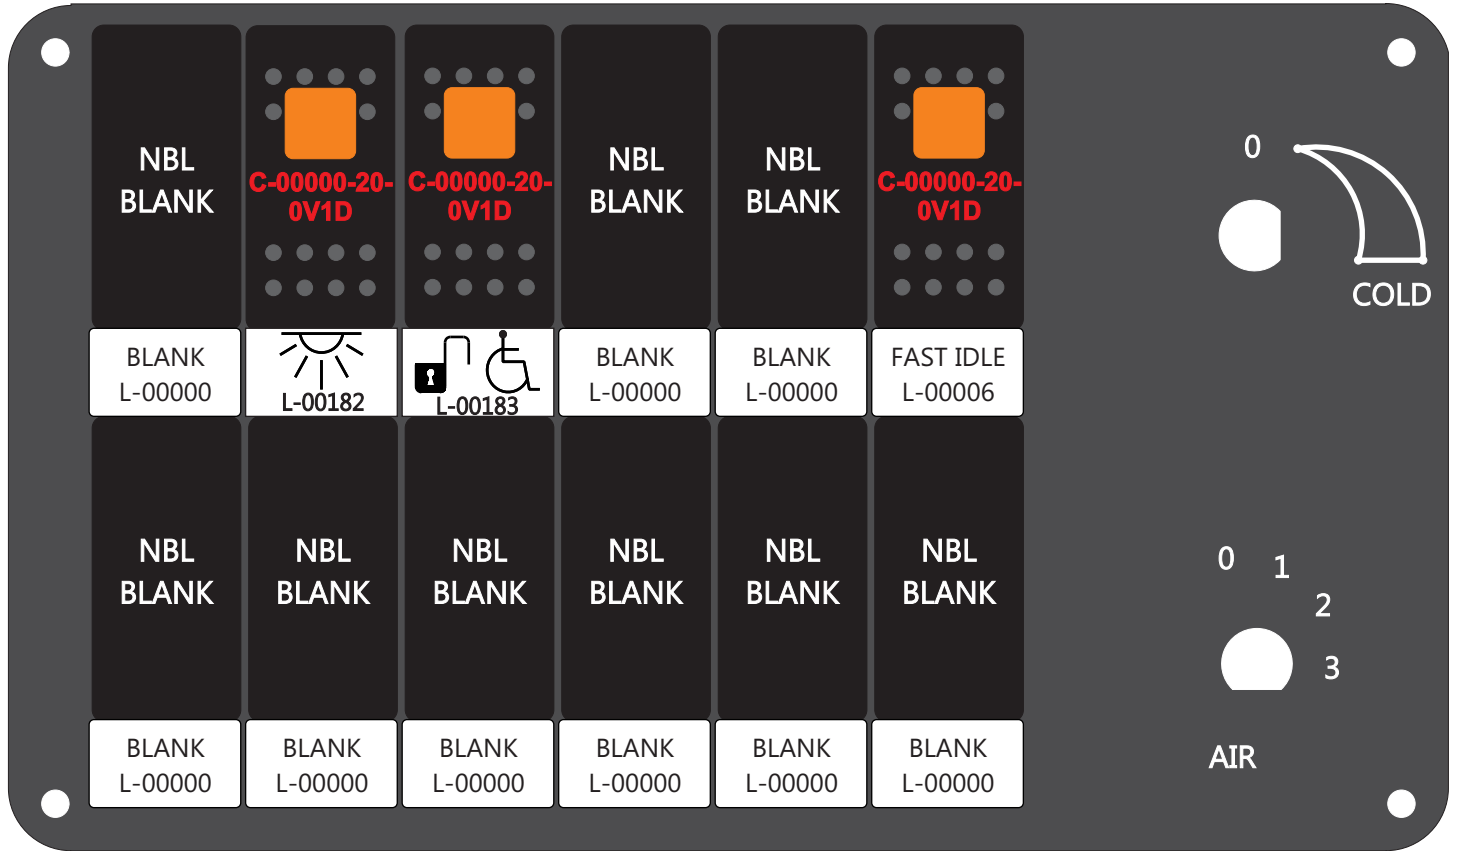 NBL
BLANK
C-00000-20-
0V1D
C-00000-20-
0V1D
NBL
BLANK
NBL
BLANK
C-00000-20-
0V1D
BLANK
L-00000
L-00182
L-00183
BLANK
L-00000
BLANK
L-00000
FAST IDLE
L-00006
0
COLD
NBL
BLANK
NBL
BLANK
NBL
BLANK
NBL
BLANK
NBL
BLANK
NBL
BLANK
BLANK
L-00000
BLANK
L-00000
BLANK
L-00000
BLANK
L-00000
BLANK
L-00000
BLANK
L-00000
0
1
2
3
AIR